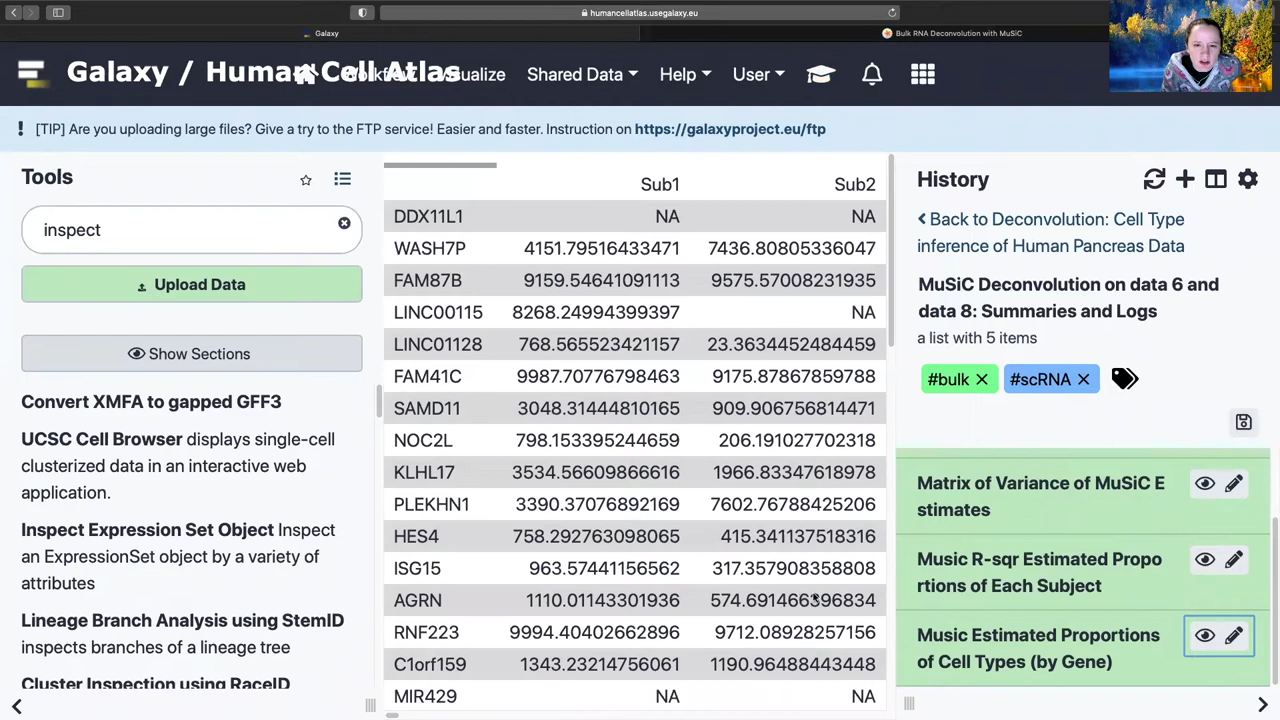 humancellatlas.usegalaxy.eu
Galaxy
Bulk RNA Deconvolution with MuSiC
Galaxy / Human Cell Atlas
Workflow
Visualize
Shared Data
Help
User
! [TIP] Are you uploading large files? Give a try to the FTP service! Easier and faster. Instruction on https://galaxyproject.eu/ftp
Tools
inspect
Upload Data
Show Sections
Convert XMFA to gapped GFF3
UCSC Cell Browser displays single-cell
clusterized data in an interactive web
application.
Inspect Expression Set Object Inspect
an ExpressionSet object by a variety of
attributes
Lineage Branch Analysis using StemID
inspects branches of a lineage tree
Cluster Inspection using RaceID
Sub1 Sub2
DDX11L1 NA NA
WASH7P 4151.79516433471 7436.80805336047
FAM87B 9159.54641091113 9575.57008231935
LINC00115 8268.24994399397 NA
LINC01128 768.565523421157 23.3634452484459
FAM41C 9987.70776798463 9175.87867859788
SAMD11 3048.31444810165 909.906756814471
NOC2L 798.153395244659 206.191027702318
KLHL17 3534.56609866616 1966.83347618978
PLEKHN1 3390.37076892169 7602.76788425206
HES4 758.292763098065 415.341137518316
ISG15 963.57441156562 317.357908358808
AGRN 1110.01143301936 574.691466396834
RNF223 9994.40402662896 9712.08928257156
C1orf159 1343.23214756061 1190.96488443448
MIR429 NA NA
History
Back to Deconvolution: Cell Type
inference of Human Pancreas Data
MuSiC Deconvolution on data 6 and
data 8: Summaries and Logs
a list with 5 items
#bulk
#scRNA
Matrix of Variance of MuSiC E
stimates
Music R-sqr Estimated Propo
rtions of Each Subject
Music Estimated Proportions
of Cell Types (by Gene)